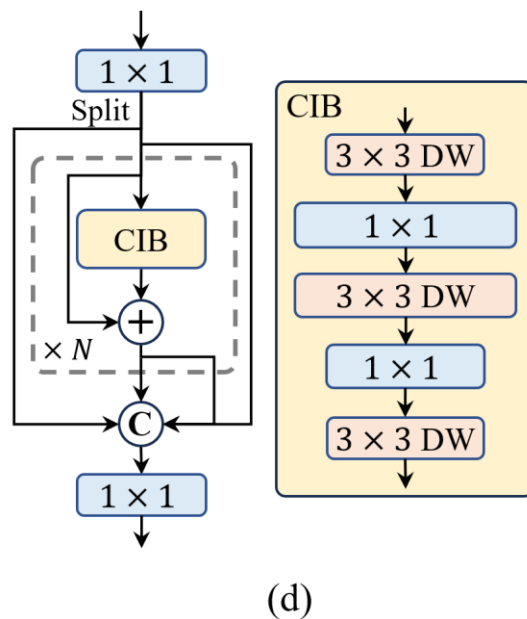 1 × 1
Split
CIB
+
× N
C
1 × 1
CIB
3 × 3 DW
1 × 1
3 × 3 DW
1 × 1
3 × 3 DW
(d)